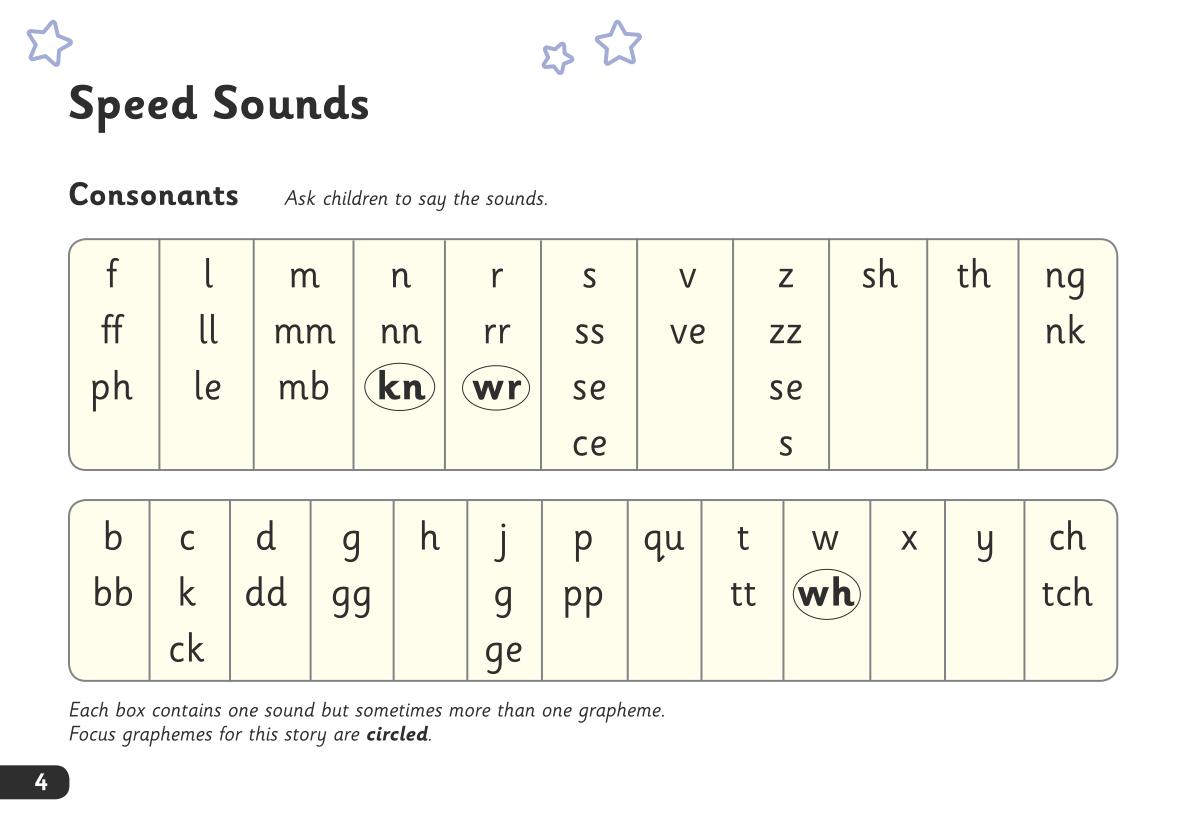 Speed Sounds
Consonants Ask children to say the sounds.
f l m n r s v z sh th ng
ff ll mm nn rr ss ve zz nk
ph le mb kn wr se se
ce s
b c d g h j p qu t w x y ch
bb k dd gg g pp tt wh tch
ck ge
Each box contains one sound but sometimes more than one grapheme.
Focus graphemes for this story are circled.
4